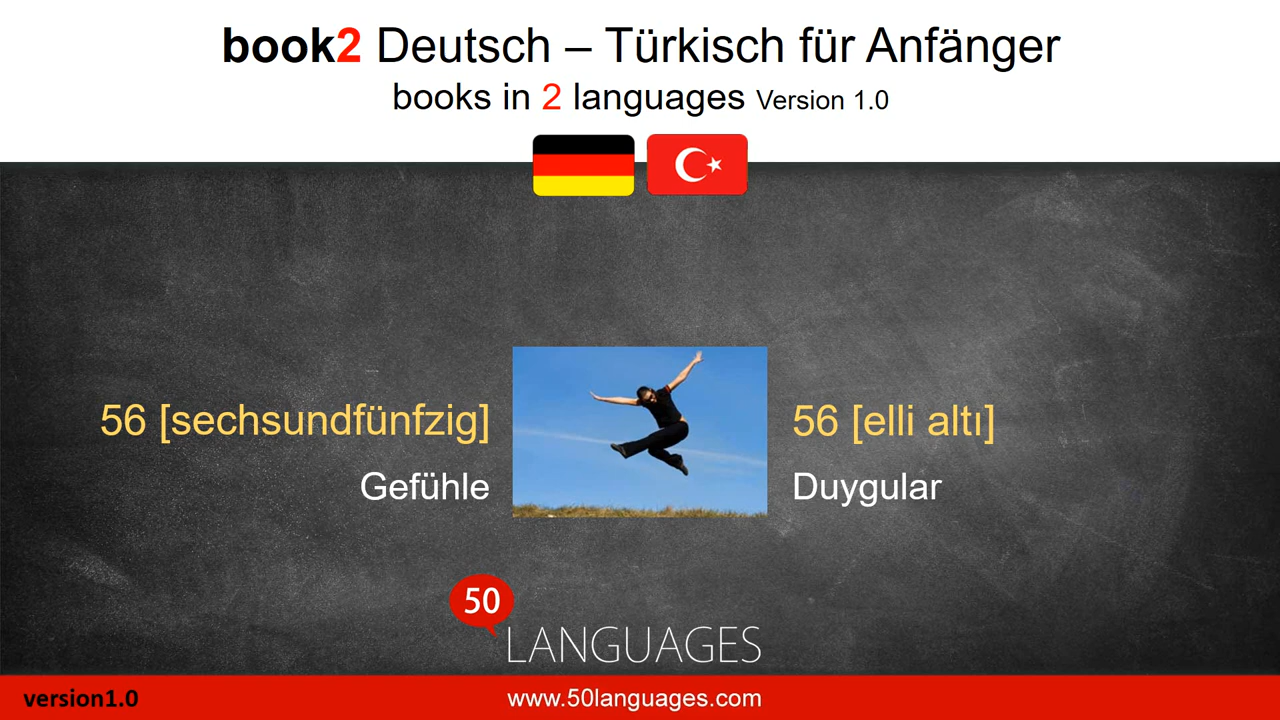 book2 Deutsch – Türkisch für Anfänger
books in 2 languages Version 1.0
56 [sechsundfünfzig]
Gefühle
56 [elli altı]
Duygular
50
LANGUAGES
version1.0
www.50languages.com